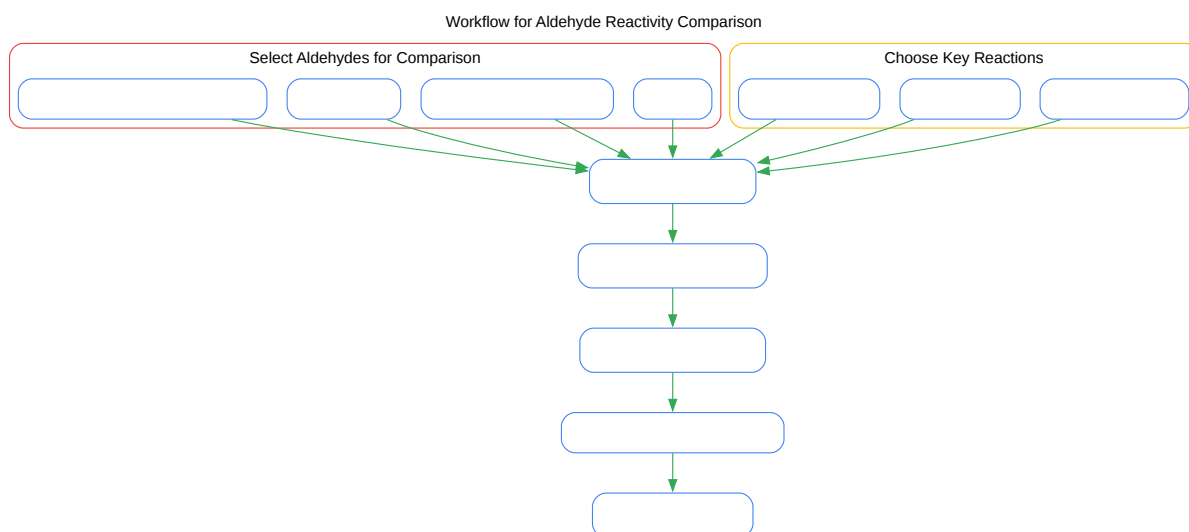 Workflow for Aldehyde Reactivity Comparison
Select Aldehydes for Comparison
Choose Key Reactions